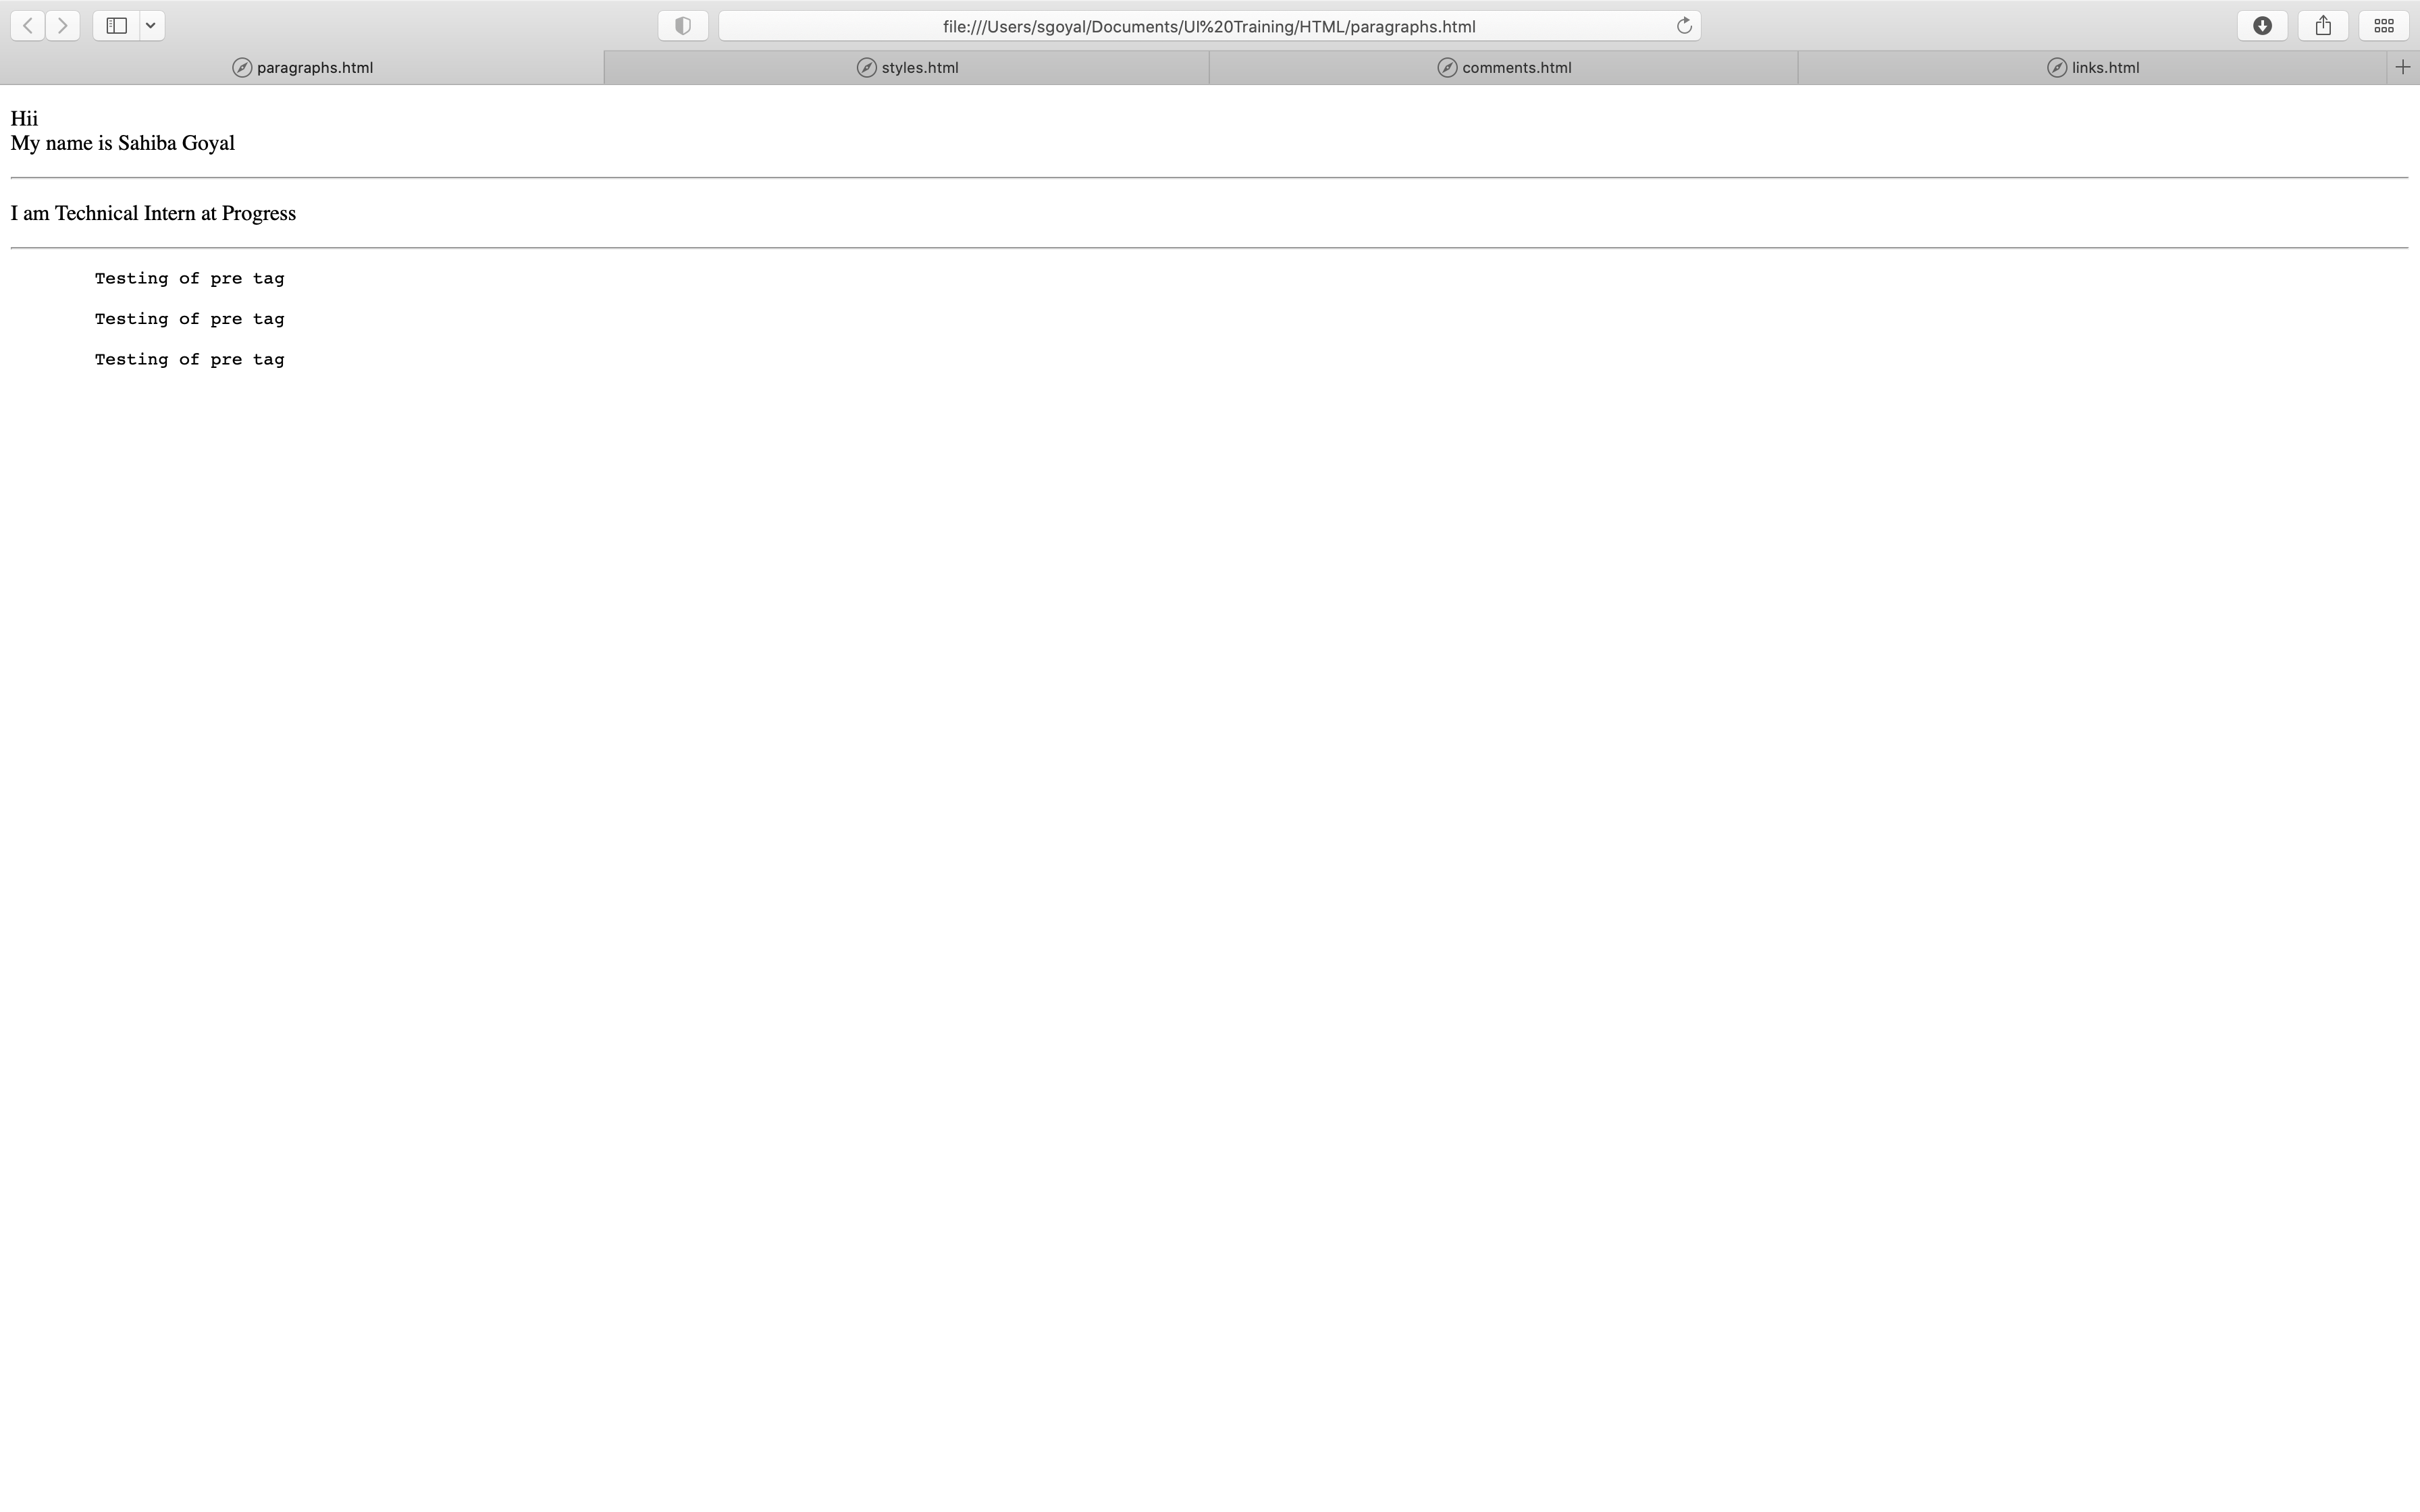 file:///Users/sgoyal/Documents/UI%20Training/HTML/paragraphs.html
paragraphs.html
styles.html
comments.html
links.html
Hii
My name is Sahiba Goyal
I am Technical Intern at Progress
Testing of pre tag
Testing of pre tag
Testing of pre tag